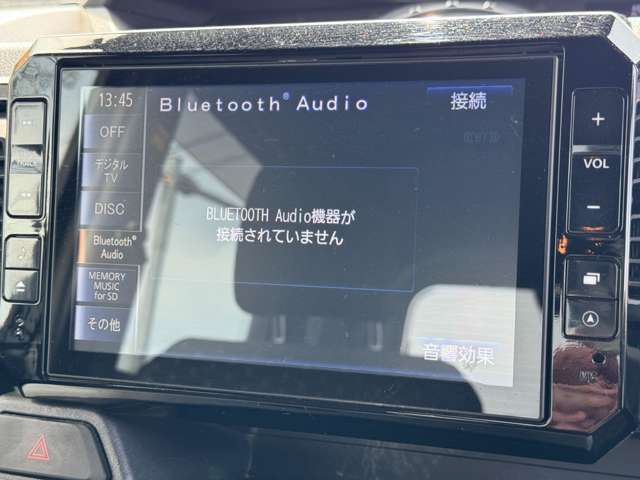 13:45
Bluetooth® Audio
接続
OFF
デジタル
TV
DISC
Bluetooth®
Audio
MEMORY
MUSIC
for SD
その他
BLUETOOTH Audio機器が
接続されていません
音響効果
+
VOL
−